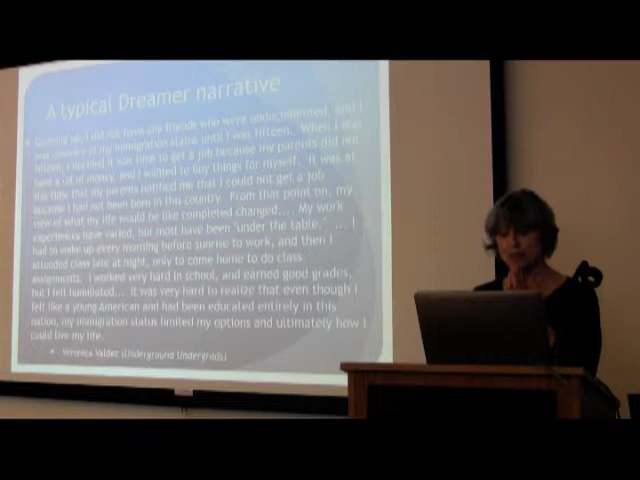 A typical Dreamer narrative
Growing up, I did not have any friends who were undocumented, and I
was unaware of my immigration status until I was fifteen. When I was
fifteen, I decided it was time to get a job because my parents did not
have a lot of money, and I wanted to buy things for myself. It was at
this time that my parents notified me that I could not get a job
because I had not been born in this country. From that point on, my
view of what my life would be like completed changed.... My work
experiences have varied, but most have been "under the table." ... I
had to wake up every morning before sunrise to work, and then I
attended class late at night, only to come home to do class
assignments. I worked very hard in school, and earned good grades,
but I felt humiliated... It was very hard to realize that even though I
felt like a young American and had been educated entirely in this
nation, my immigration status limited my options and ultimately how I
could live my life.
Veronica Valdez (Underground Undergrads)